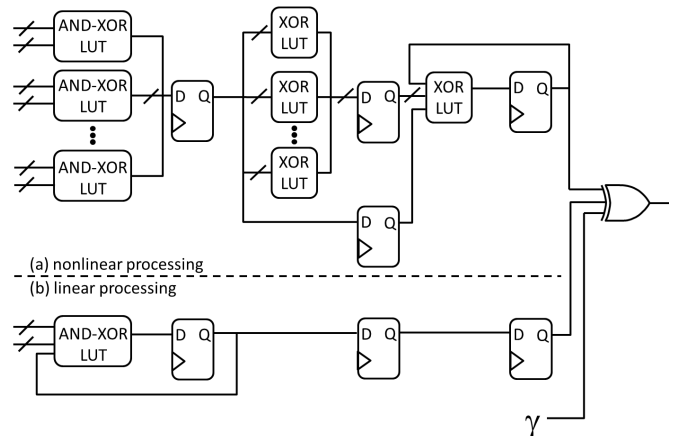 AND-XOR
LUT
AND-XOR
LUT
AND-XOR
LUT
D Q
XOR
LUT
XOR
LUT
XOR
LUT
D Q
D Q
XOR
LUT
D Q
(a) nonlinear processing
(b) linear processing
AND-XOR
LUT
D Q
D Q
D Q
γ